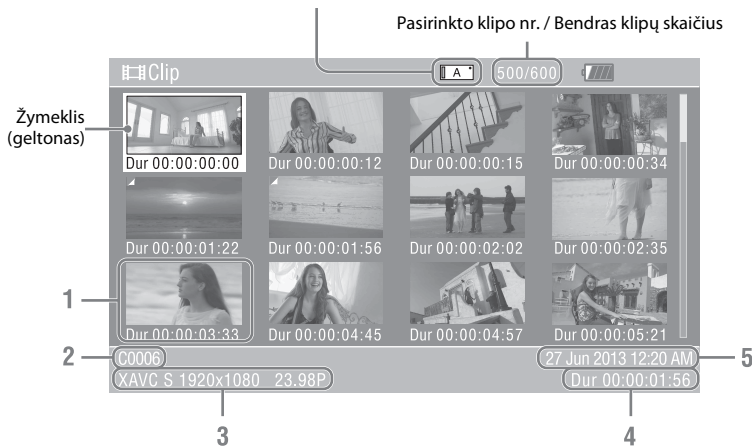 Pasirinkto klipo nr. / Bendras klipų skaičius
Clip
A
500/600
Žymeklis
(geltonas)
Dur 00:00:00:00
Dur 00:00:00:12
Dur 00:00:00:15
Dur 00:00:00:34
Dur 00:00:01:22
Dur 00:00:01:56
Dur 00:00:02:02
Dur 00:00:02:35
1
Dur 00:00:03:33
Dur 00:00:04:45
Dur 00:00:04:57
Dur 00:00:05:21
2
C0006
27 Jun 2013 12:20 AM
5
XAVC S 1920x1080 23.98P
Dur 00:00:01:56
3
4